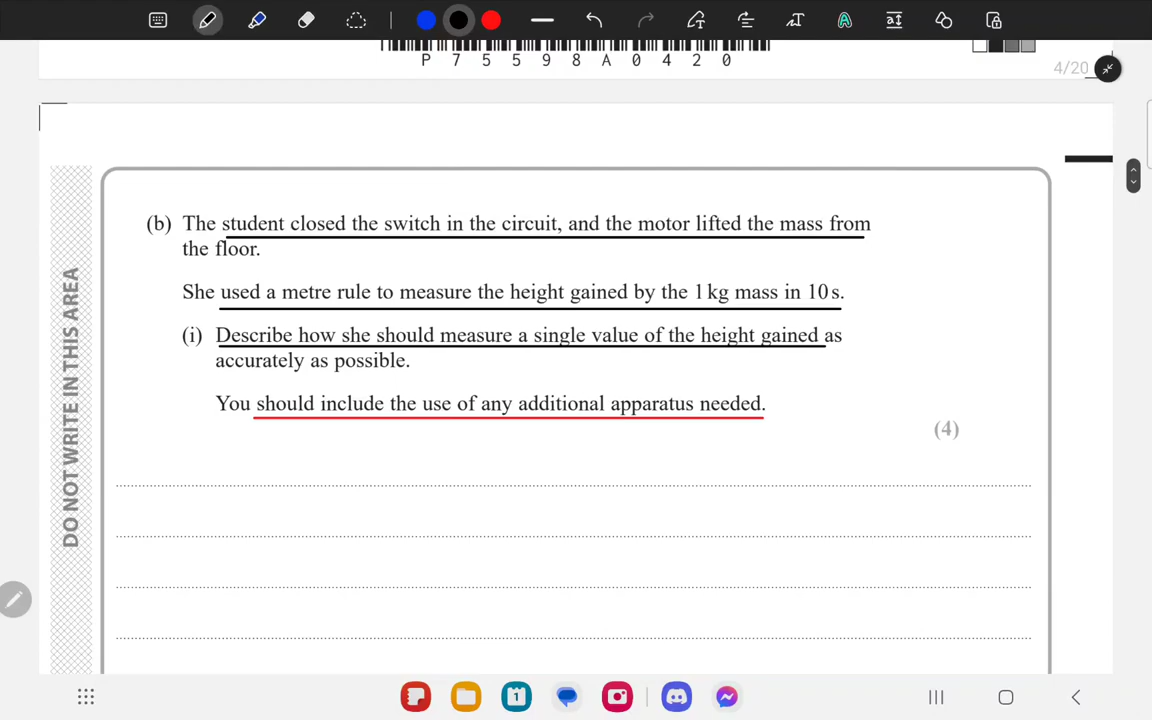 P 7 5 5 9 8 A 0 4 2 0
4/20
(b) The student closed the switch in the circuit, and the motor lifted the mass from
the floor.
She used a metre rule to measure the height gained by the 1 kg mass in 10 s.
(i) Describe how she should measure a single value of the height gained as
accurately as possible.
You should include the use of any additional apparatus needed.
(4)
DO NOT WRITE IN THIS AREA